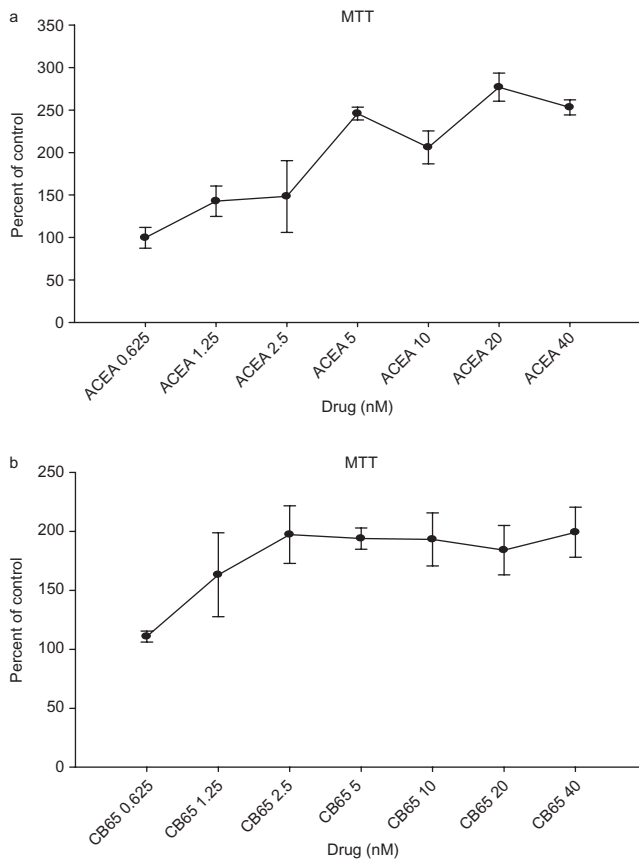 a
MTT
350
300
250
200
150
100
50
0
Percent of control
ACEA 0.625
ACEA 1.25
ACEA 2.5
ACEA 5
ACEA 10
ACEA 20
ACEA 40
Drug (nM)
b
MTT
250
200
150
100
50
0
Percent of control
CB65 0.625
CB65 1.25
CB65 2.5
CB65 5
CB65 10
CB65 20
CB65 40
Drug (nM)